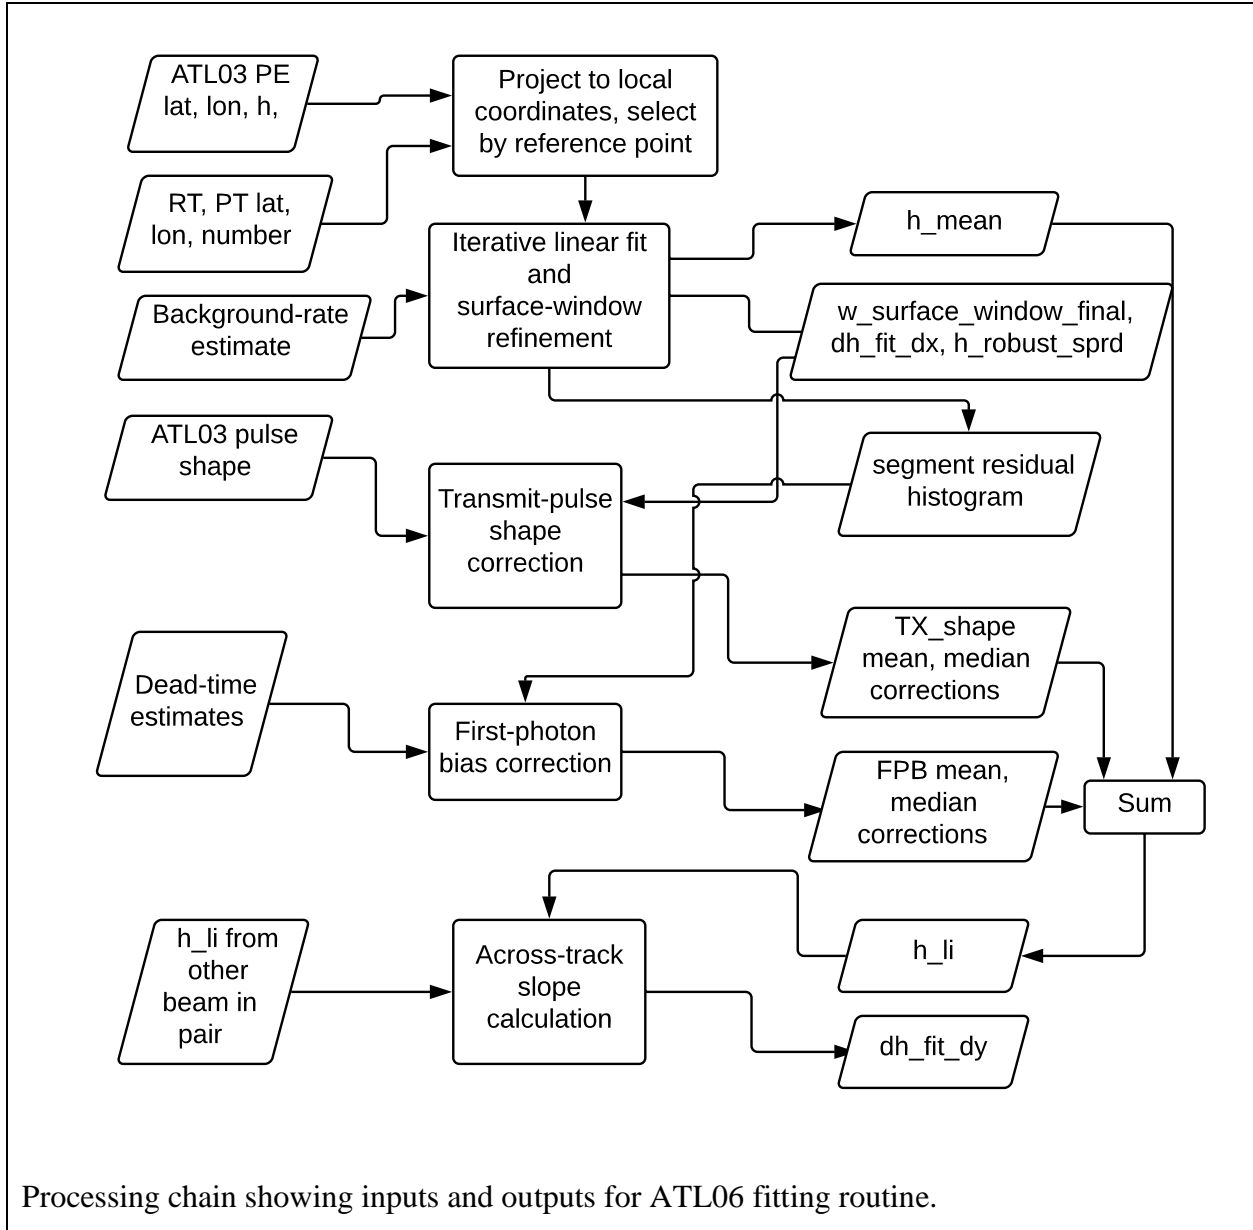 ATL03 PE
lat, lon, h,
Project to local
coordinates, select
by reference point
RT, PT lat,
lon, number
h_mean
Iterative linear fit
and
surface-window
refinement
Background-rate
estimate
w_surface_window_final,
dh_fit_dx, h_robust_sprd
ATL03 pulse
shape
segment residual
histogram
Transmit-pulse
shape
correction
TX_shape
mean, median
corrections
Dead-time
estimates
First-photon
bias correction
FPB mean,
median
corrections
Sum
h_li from
other
beam in
pair
Across-track
slope
calculation
h_li
dh_fit_dy
Processing chain showing inputs and outputs for ATL06 fitting routine.